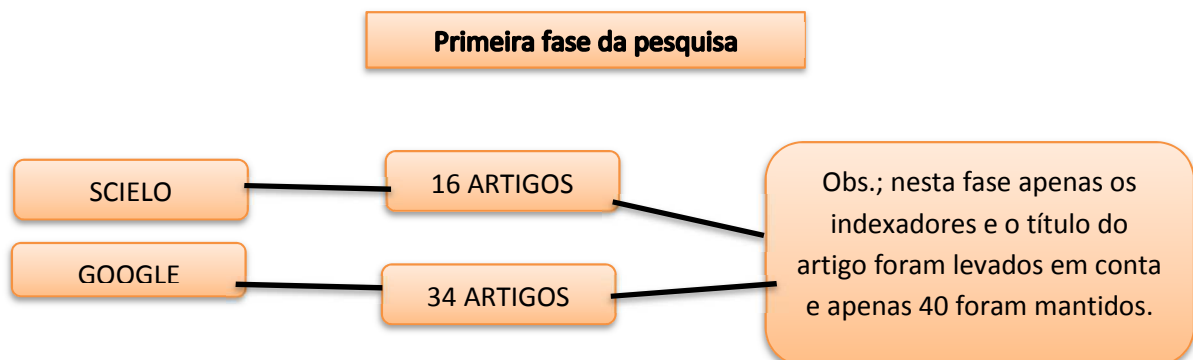 Primeira fase da pesquisa
SCIELO
16 ARTIGOS
GOOGLE
34 ARTIGOS
Obs.; nesta fase apenas os
indexadores e o título do
artigo foram levados em conta
e apenas 40 foram mantidos.